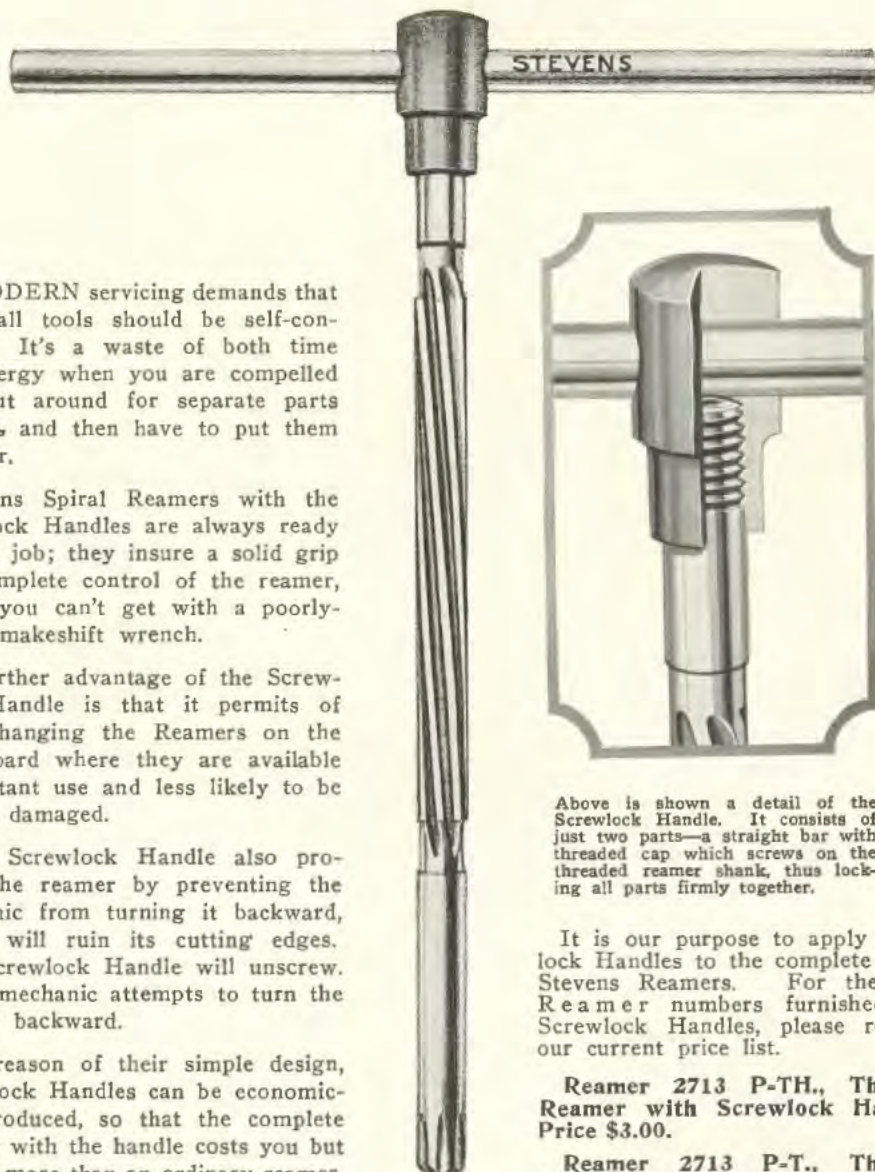 STEVENS
ODERN servicing demands that
all tools should be self-con-
It's a waste of both time
ergy when you are compelled
nt around for separate parts
, and then have to put them
r.
ns Spiral Reamers with the
ock Handles are always ready
job; they insure a solid grip
mplete control of the reamer,
you can't get with a poorly-
makeshift wrench.
rther advantage of the Screw-
Handle is that it permits of
hanging the Reamers on the
oard where they are available
tant use and less likely to be
damaged.
Screwlock Handle also pro-
he reamer by preventing the
nic from turning it backward,
will ruin its cutting edges.
crewlock Handle will unscrew.
mechanic attempts to turn the
backward.
reason of their simple design,
ock Handles can be economic-
roduced, so that the complete
with the handle costs you but
more than an ordinary reamer.
Above is shown a detail of the
Screwlock Handle. It consists of
just two parts—a straight bar with
threaded cap which screws on the
threaded reamer shank, thus lock-
ing all parts firmly together.
It is our purpose to apply
lock Handles to the complete
Stevens Reamers. For the
Reamer numbers furnishe
Screwlock Handles, please r
our current price list.
Reamer 2713 P-TH., Th
Reamer with Screwlock Ha
Price $3.00.
Reamer 2713 P-T., Th